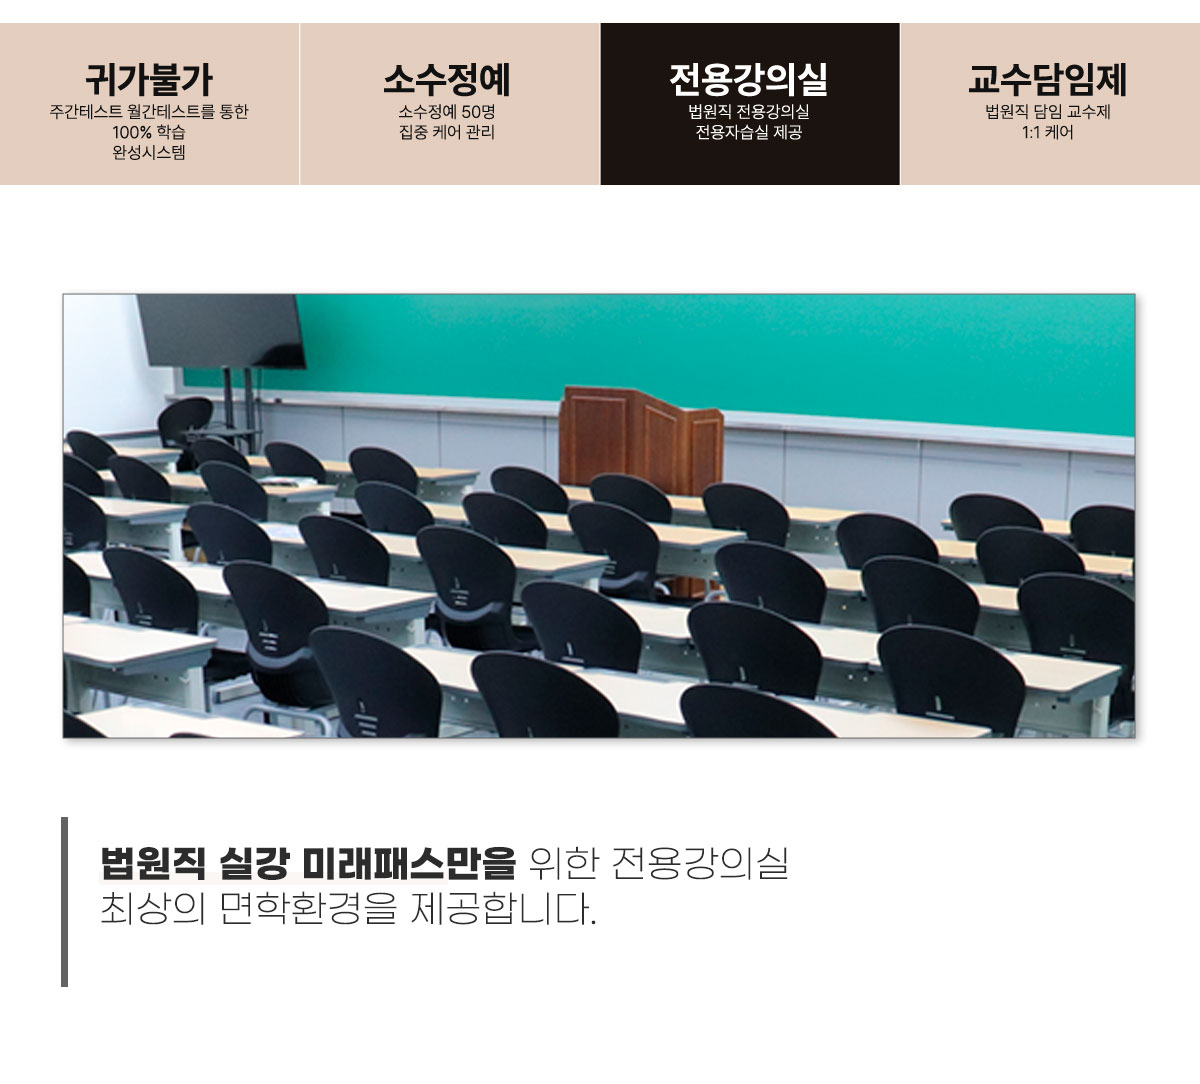 귀가불가
주간테스트 월간테스트를 통한
100% 학습
완성시스템
소수정예
소수정예 50명
집중 케어 관리
전용강의실
법원직 전용강의실
전용자습실 제공
교수담임제
법원직 담임 교수제
1:1 케어
법원직 실강 미래패스만을 위한 전용강의실
최상의 면학환경을 제공합니다.